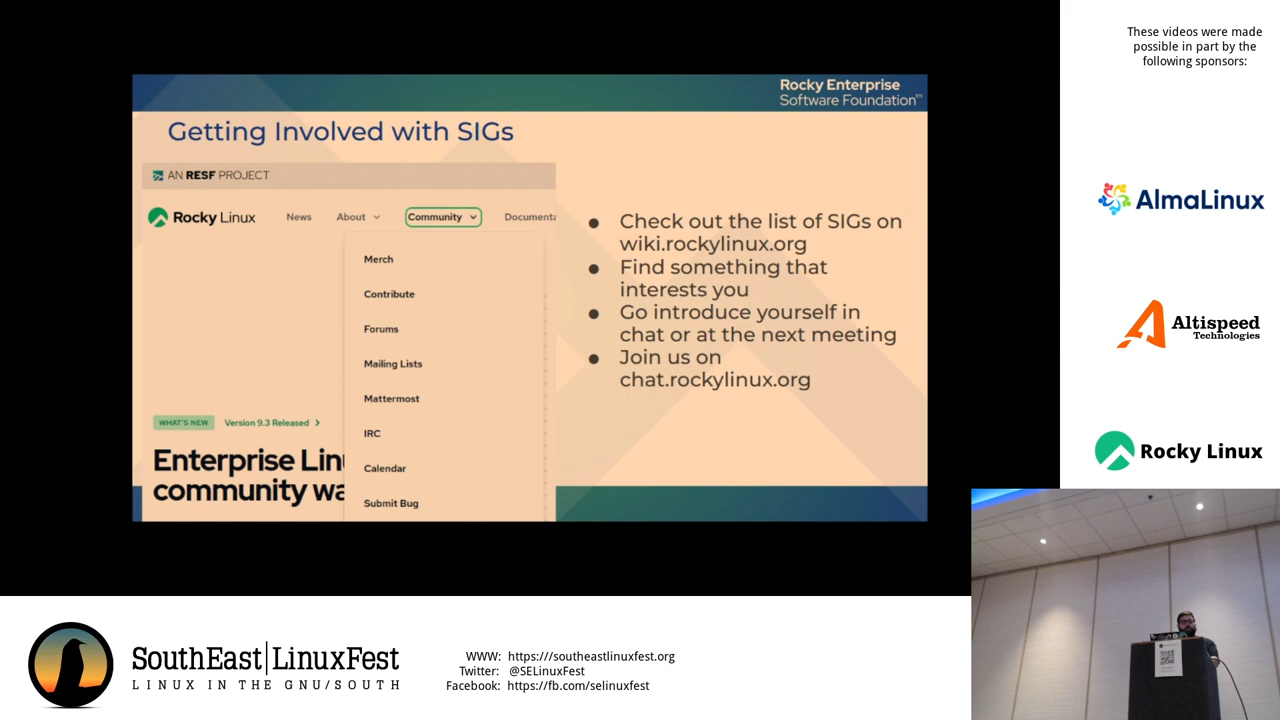 These videos were made
possible in part by the
following sponsors:
Rocky Enterprise
Software Foundation™
Getting Involved with SIGs
AN RESF PROJECT
Rocky Linux
News
About
Community
Documenta
Merch
Contribute
Forums
Mailing Lists
Mattermost
IRC
Calendar
Submit Bug
WHAT'S NEW
Version 9.3 Released
Enterprise Linu
community wa
● Check out the list of SIGs on
wiki.rockylinux.org
● Find something that
interests you
● Go introduce yourself in
chat or at the next meeting
● Join us on
chat.rockylinux.org
AlmaLinux
Altispeed
Technologies
Rocky Linux
SouthEast|LinuxFest
LINUX IN THE GNU/SOUTH
WWW: https:///southeastlinuxfest.org
Twitter: @SELinuxFest
Facebook: https://fb.com/selinuxfest